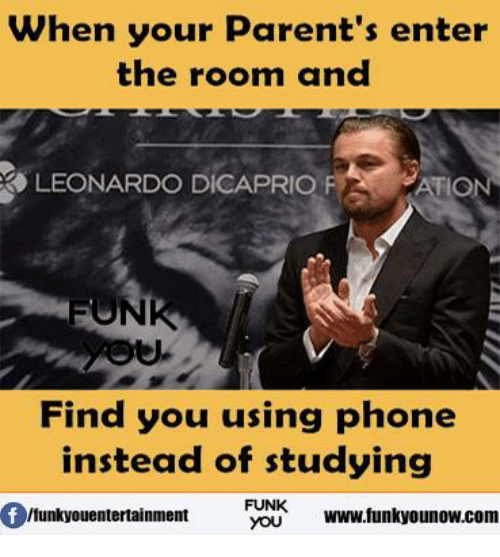 When your Parent's enter
the room and
CHRISTIE'S
LEONARDO DICAPRIO F ATION
FUNK
YOU
Find you using phone
instead of studying
f /funkyouentertainment
FUNK
YOU
www.funkyounow.com